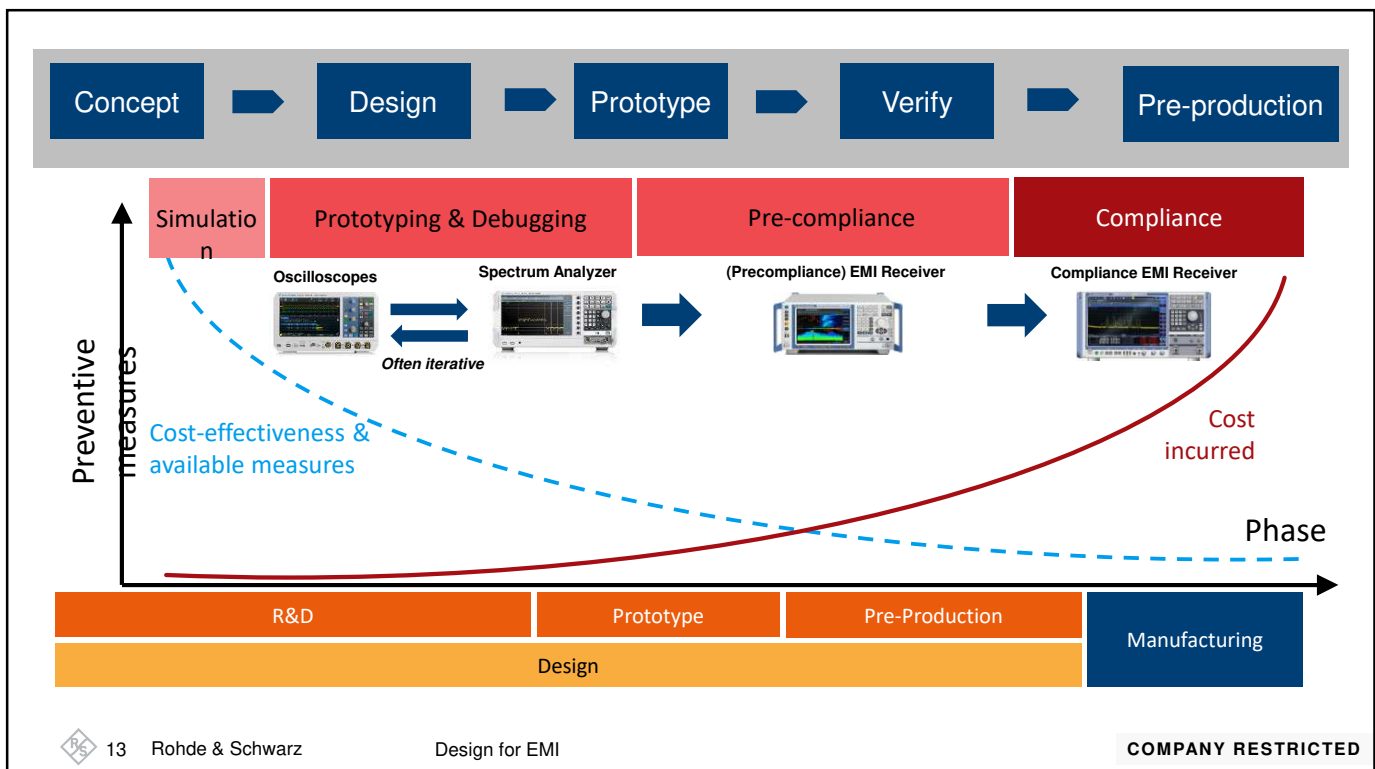 Concept
Design
Prototype
Verify
Pre-production
Simulatio
n
Prototyping & Debugging
Pre-compliance
Compliance
Oscilloscopes
Spectrum Analyzer
(Precompliance) EMI Receiver
Compliance EMI Receiver
Often iterative
Preventive
measures
Cost-effectiveness &
available measures
Cost
incurred
Phase
R&D
Prototype
Pre-Production
Manufacturing
Design
R/S
13 Rohde & Schwarz
Design for EMI
COMPANY RESTRICTED